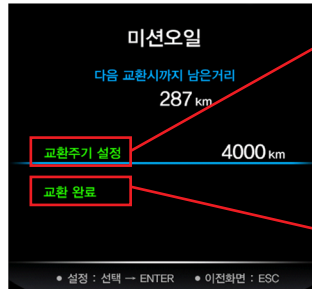 미션오일
다음 교환시까지 남은거리
287 km
교환주기 설정 4000 km
교환 완료
● 설정 : 선택 → ENTER ● 이전화면 : ESC